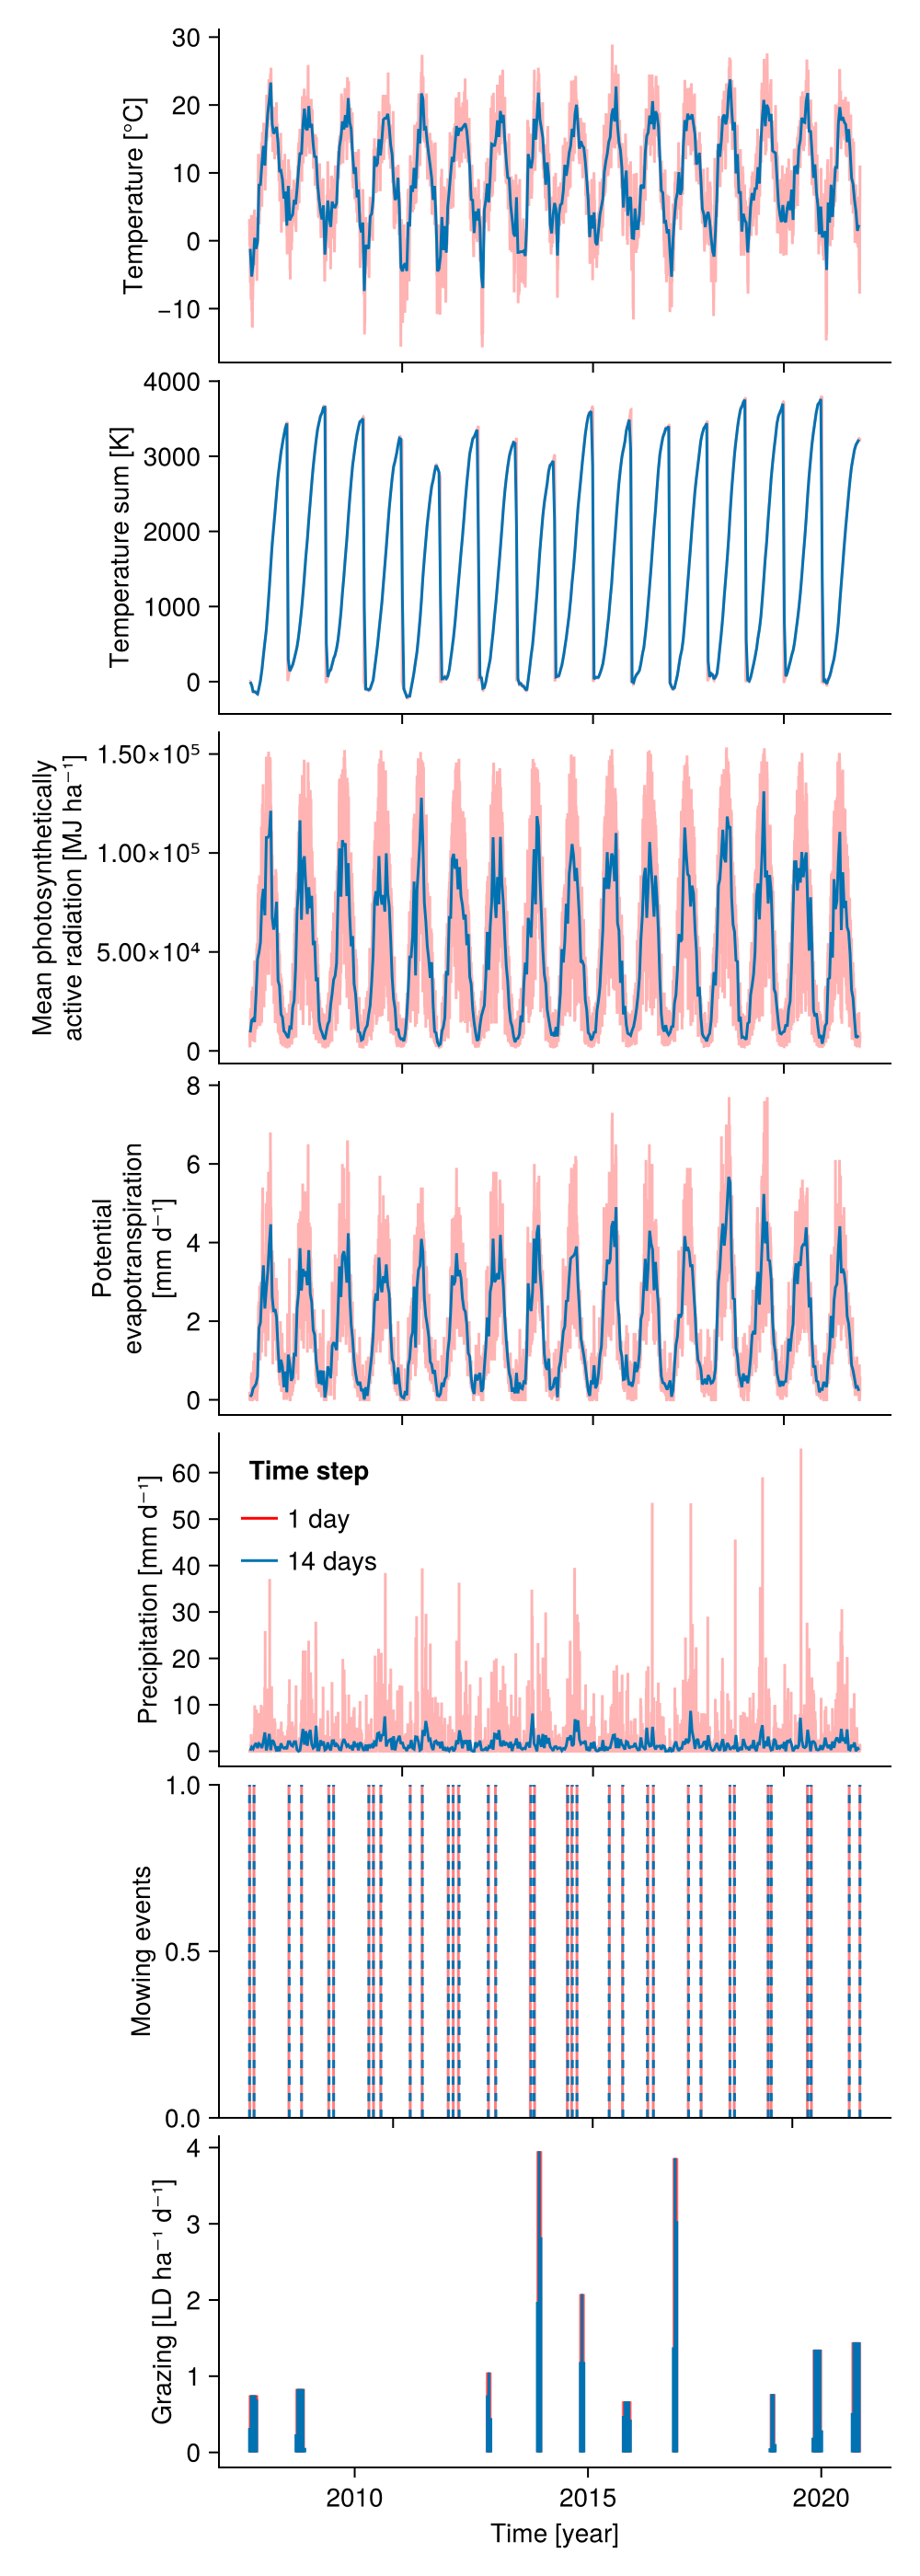 30
20
10
0
−10
Temperature [°C]
4000
3000
2000
1000
0
Temperature sum [K]
1.50×10⁵
1.00×10⁵
5.00×10⁴
0
Mean photosynthetically
active radiation [MJ ha⁻¹]
8
6
4
2
0
Potential
evapotranspiration
[mm d⁻¹]
60
50
40
30
20
10
0
Precipitation [mm d⁻¹]
Time step
1 day
14 days
1.0
0.5
0.0
Mowing events
4
3
2
1
0
Grazing [LD ha⁻¹ d⁻¹]
2010 2015 2020
Time [year]